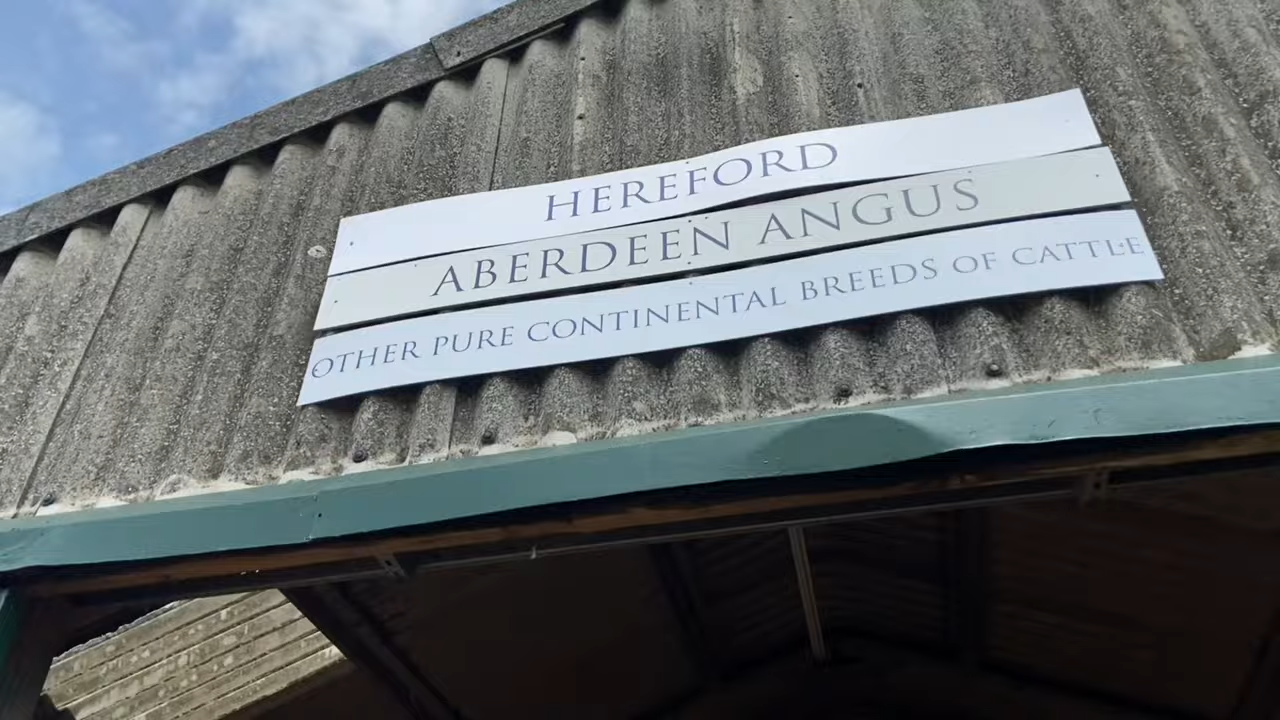 HEREFORD
ABERDEEN ANGUS
OTHER PURE CONTINENTAL BREEDS OF CATTLE